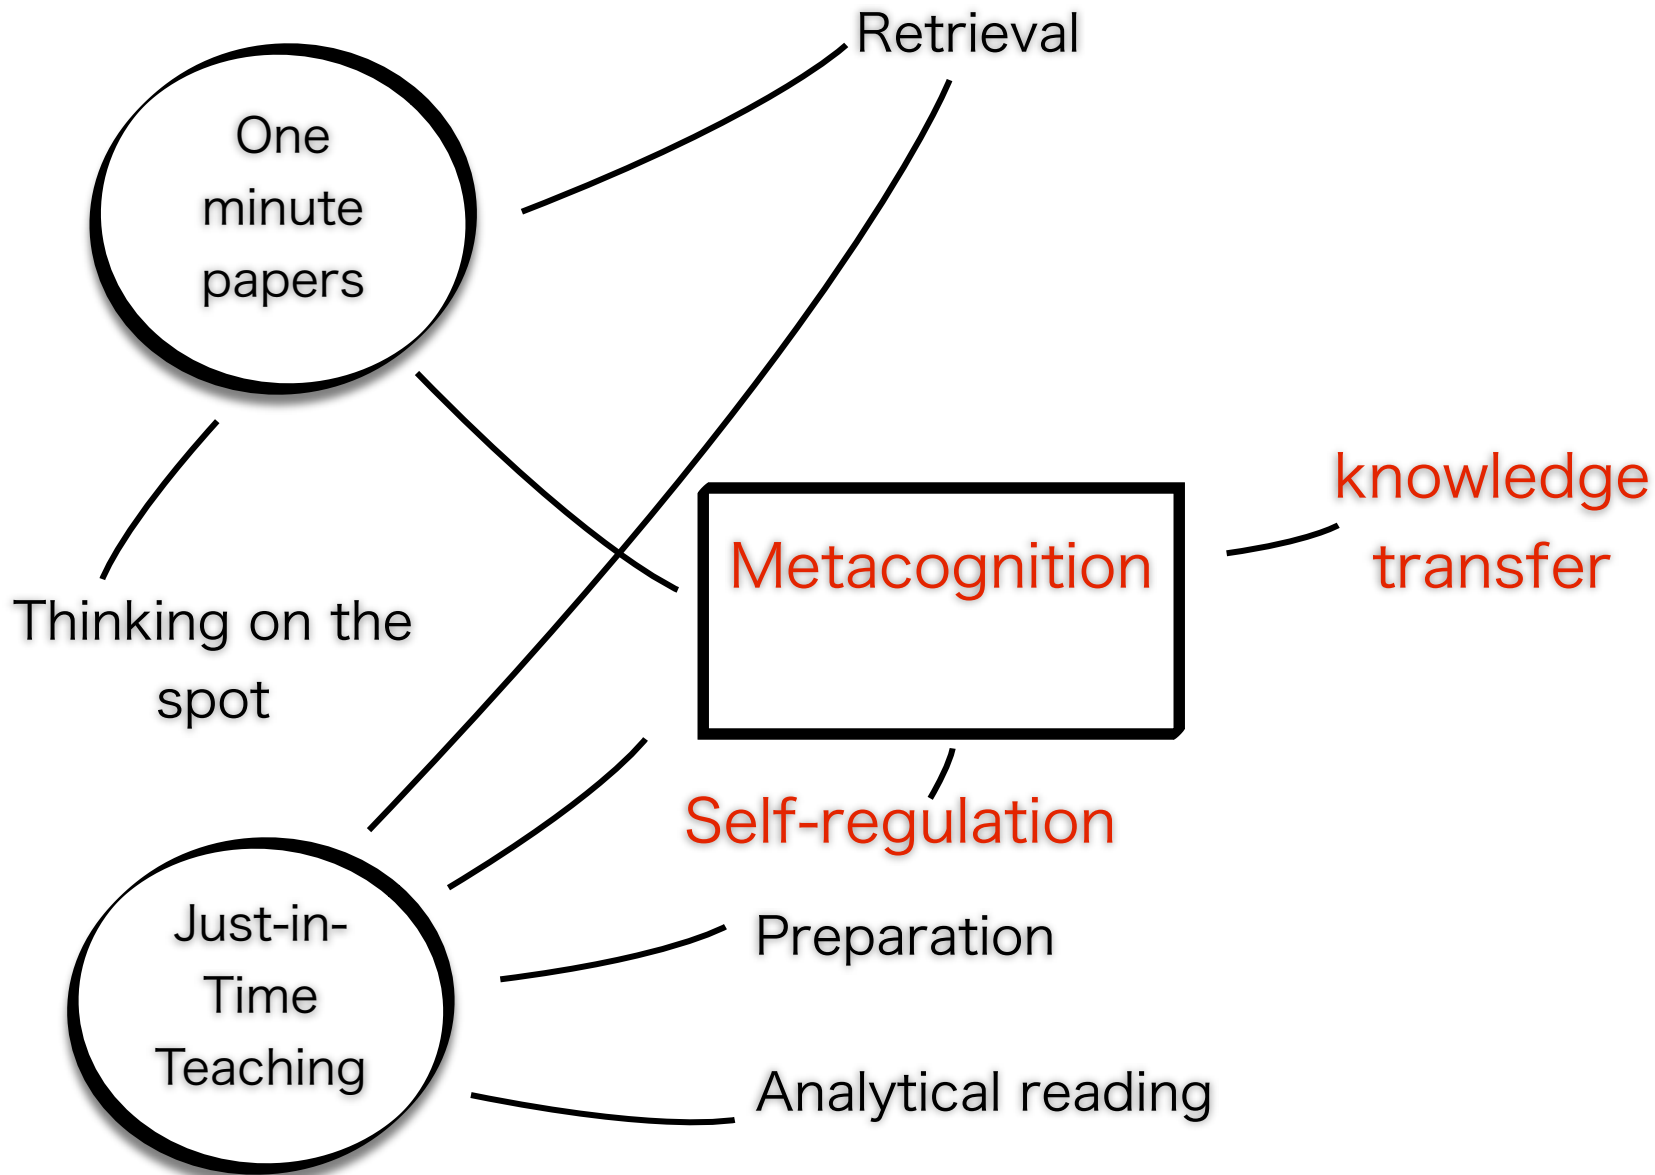 Retrieval
One
minute
papers
knowledge
transfer
Metacognition
Thinking on the
spot
Self-regulation
Just-in-
Time
Teaching
Preparation
Analytical reading